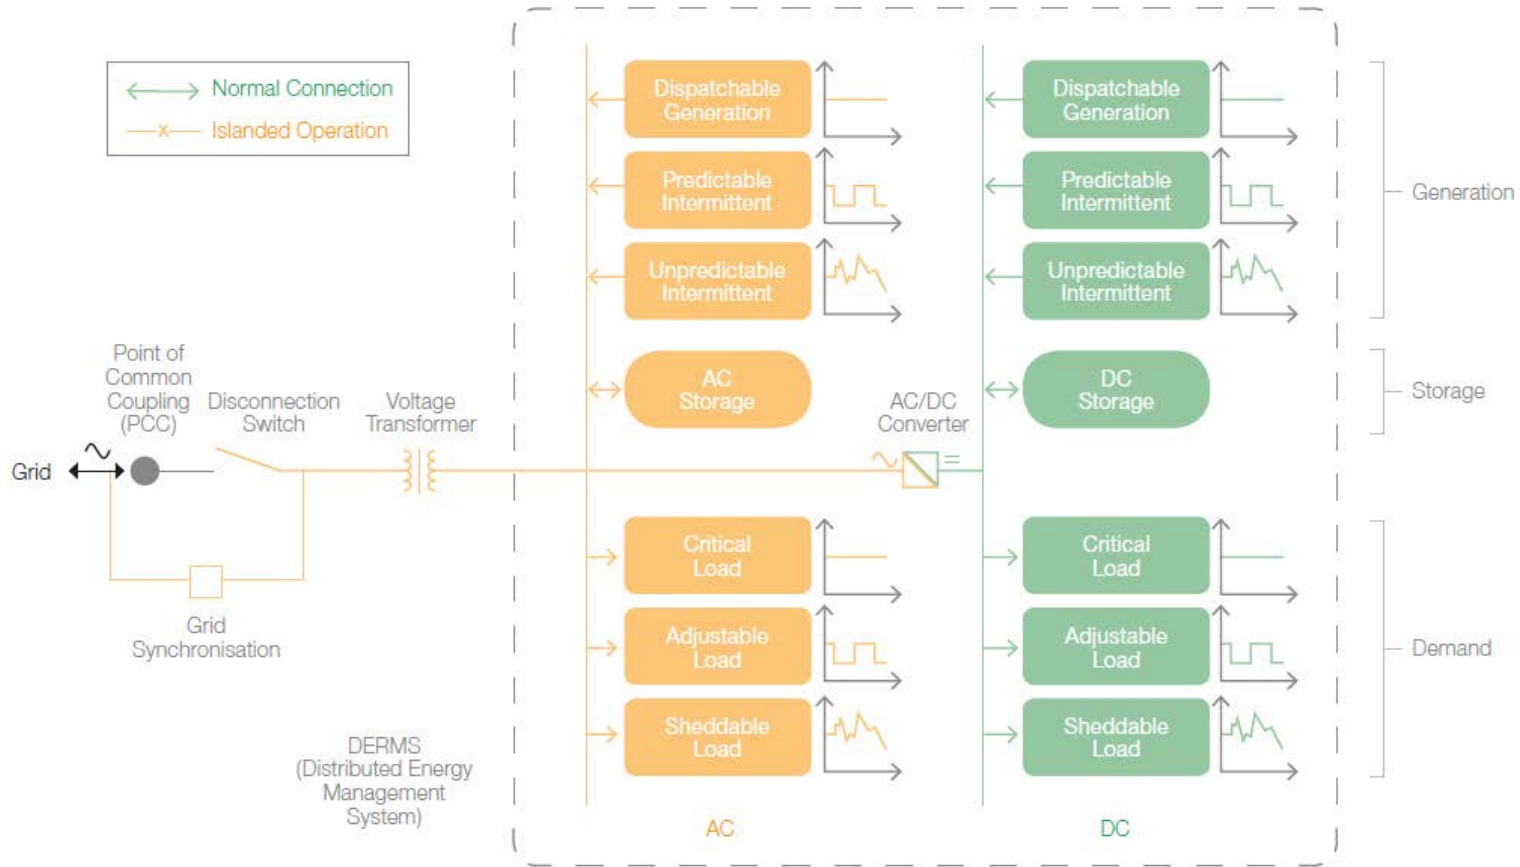 Normal Connection
x Islanded Operation
Dispatchable
Generation
Predictable
Intermittent
Unpredictable
Intermittent
AC
Storage
Critical
Load
Adjustable
Load
Sheddable
Load
AC
Dispatchable
Generation
Predictable
Intermittent
Unpredictable
Intermittent
DC
Storage
Critical
Load
Adjustable
Load
Sheddable
Load
DC
Generation
Storage
Demand
Grid
Point of
Common
Coupling
(PCC)
Disconnection
Switch
Voltage
Transformer
AC/DC
Converter
Grid
Synchronisation
DERMS
(Distributed Energy
Management
System)